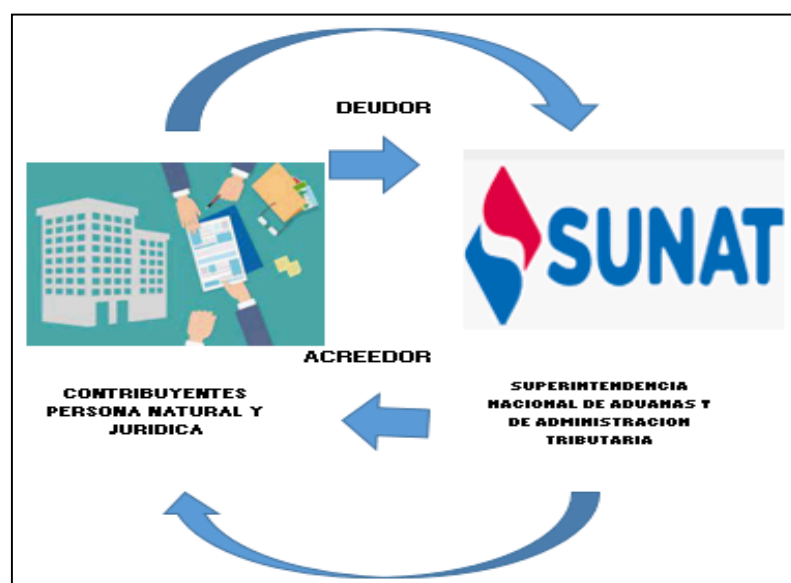 DEUDOR
SUNAT
ACREEDOR
CONTRIBUYENTES
PERSONA NATURAL Y
JURIDICA
SUPERINTENDENCIA
NACIONAL DE ADUANAS T
DE ADMINISTRACION
TRIBUTARIA